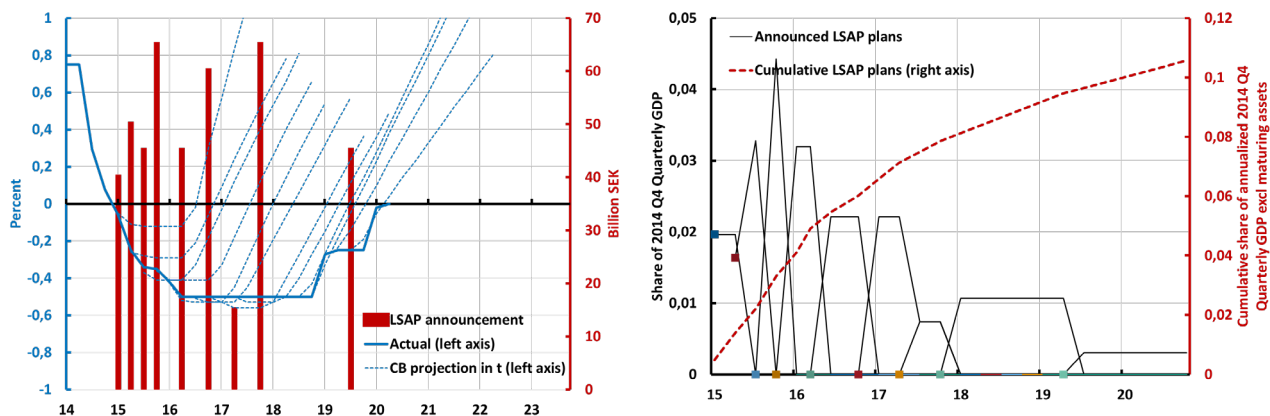 1
0,8
0,6
0,4
0,2
0
-0,2
-0,4
-0,6
-0,8
-1
Percent
70
60
50
40
30
20
10
0
Billion SEK
LSAP announcement
Actual (left axis)
CB projection in t (left axis)
14 15 16 17 18 19 20 21 22 23
0,05
0,04
0,03
0,02
0,01
0
Share of 2014 Q4 Quarterly GDP
Announced LSAP plans
Cumulative LSAP plans (right axis)
0,12
0,1
0,08
0,06
0,04
0,02
0
Cumulative share of annualized 2014 Q4
Quarterly GDP excl maturing assets
15 16 17 18 19 20